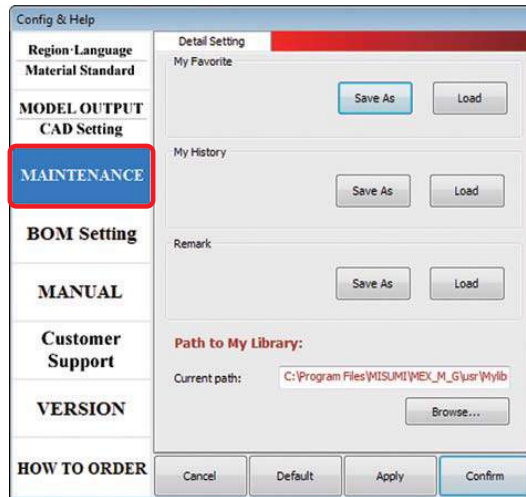 Config & Help
Region·Language
Material Standard
MODEL OUTPUT
CAD Setting
MAINTENANCE
BOM Setting
MANUAL
Customer
Support
VERSION
HOW TO ORDER
Detail Setting
My Favorite
Save As
Load
My History
Save As
Load
Remark
Save As
Load
Path to My Library:
Current path:
C:\Program Files\MISUMI\MEX_M_G\usr\Mylib
Browse...
Cancel
Default
Apply
Confirm